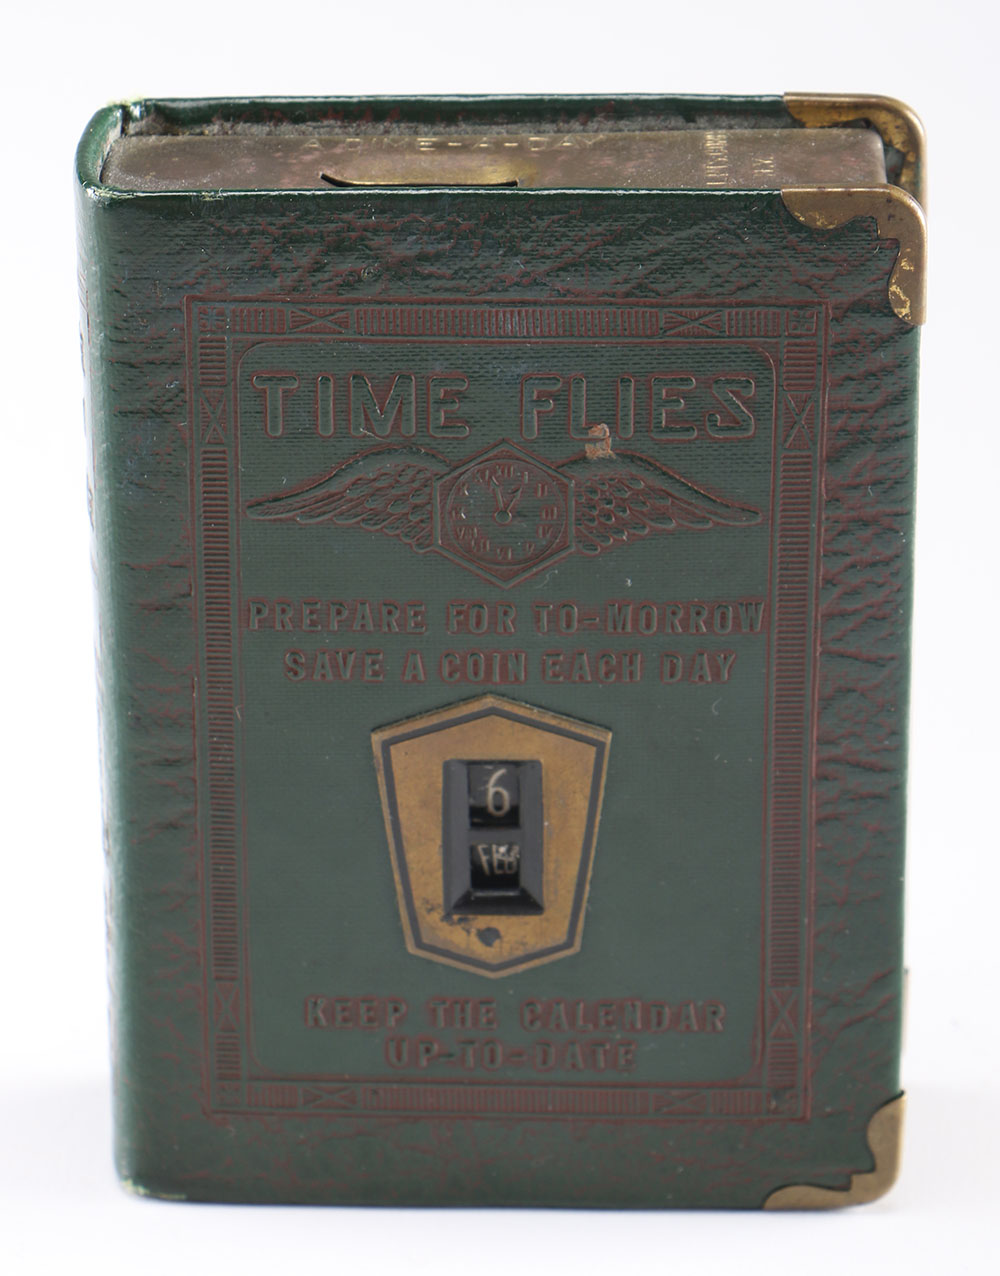 A DIME-A-DAY
TIME FLIES
XII
PREPARE FOR TO-MORROW
SAVE A COIN EACH DAY
6
FEB
KEEP THE CALENDAR
UP-TO-DATE